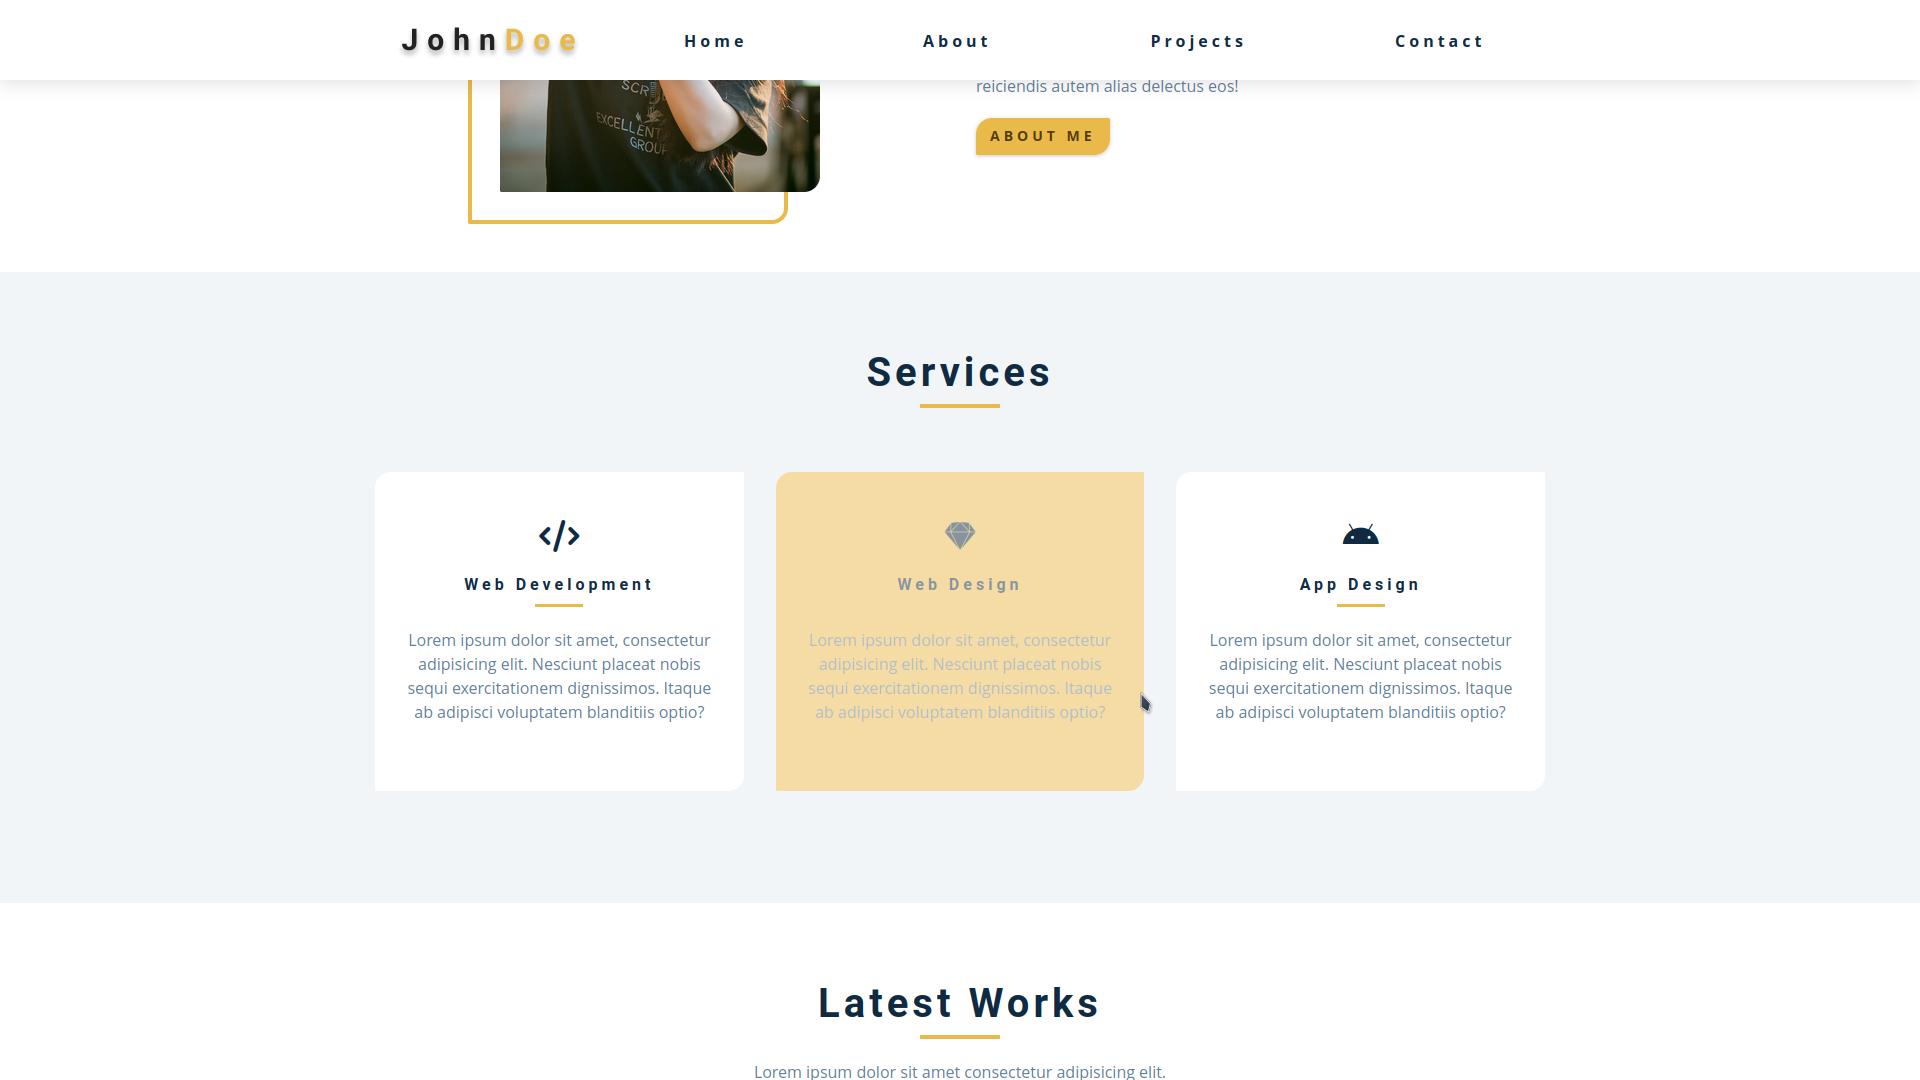 JohnDoe Home About Projects Contact
SCR
EXCELLENT
GROUP
reiciendis autem alias delectus eos!
ABOUT ME
Services
Web Development
Lorem ipsum dolor sit amet, consectetur
adipisicing elit. Nesciunt placeat nobis
sequi exercitationem dignissimos. Itaque
ab adipisci voluptatem blanditiis optio?
Web Design
Lorem ipsum dolor sit amet, consectetur
adipisicing elit. Nesciunt placeat nobis
sequi exercitationem dignissimos. Itaque
ab adipisci voluptatem blanditiis optio?
App Design
Lorem ipsum dolor sit amet, consectetur
adipisicing elit. Nesciunt placeat nobis
sequi exercitationem dignissimos. Itaque
ab adipisci voluptatem blanditiis optio?
Latest Works
Lorem ipsum dolor sit amet consectetur adipisicing elit.